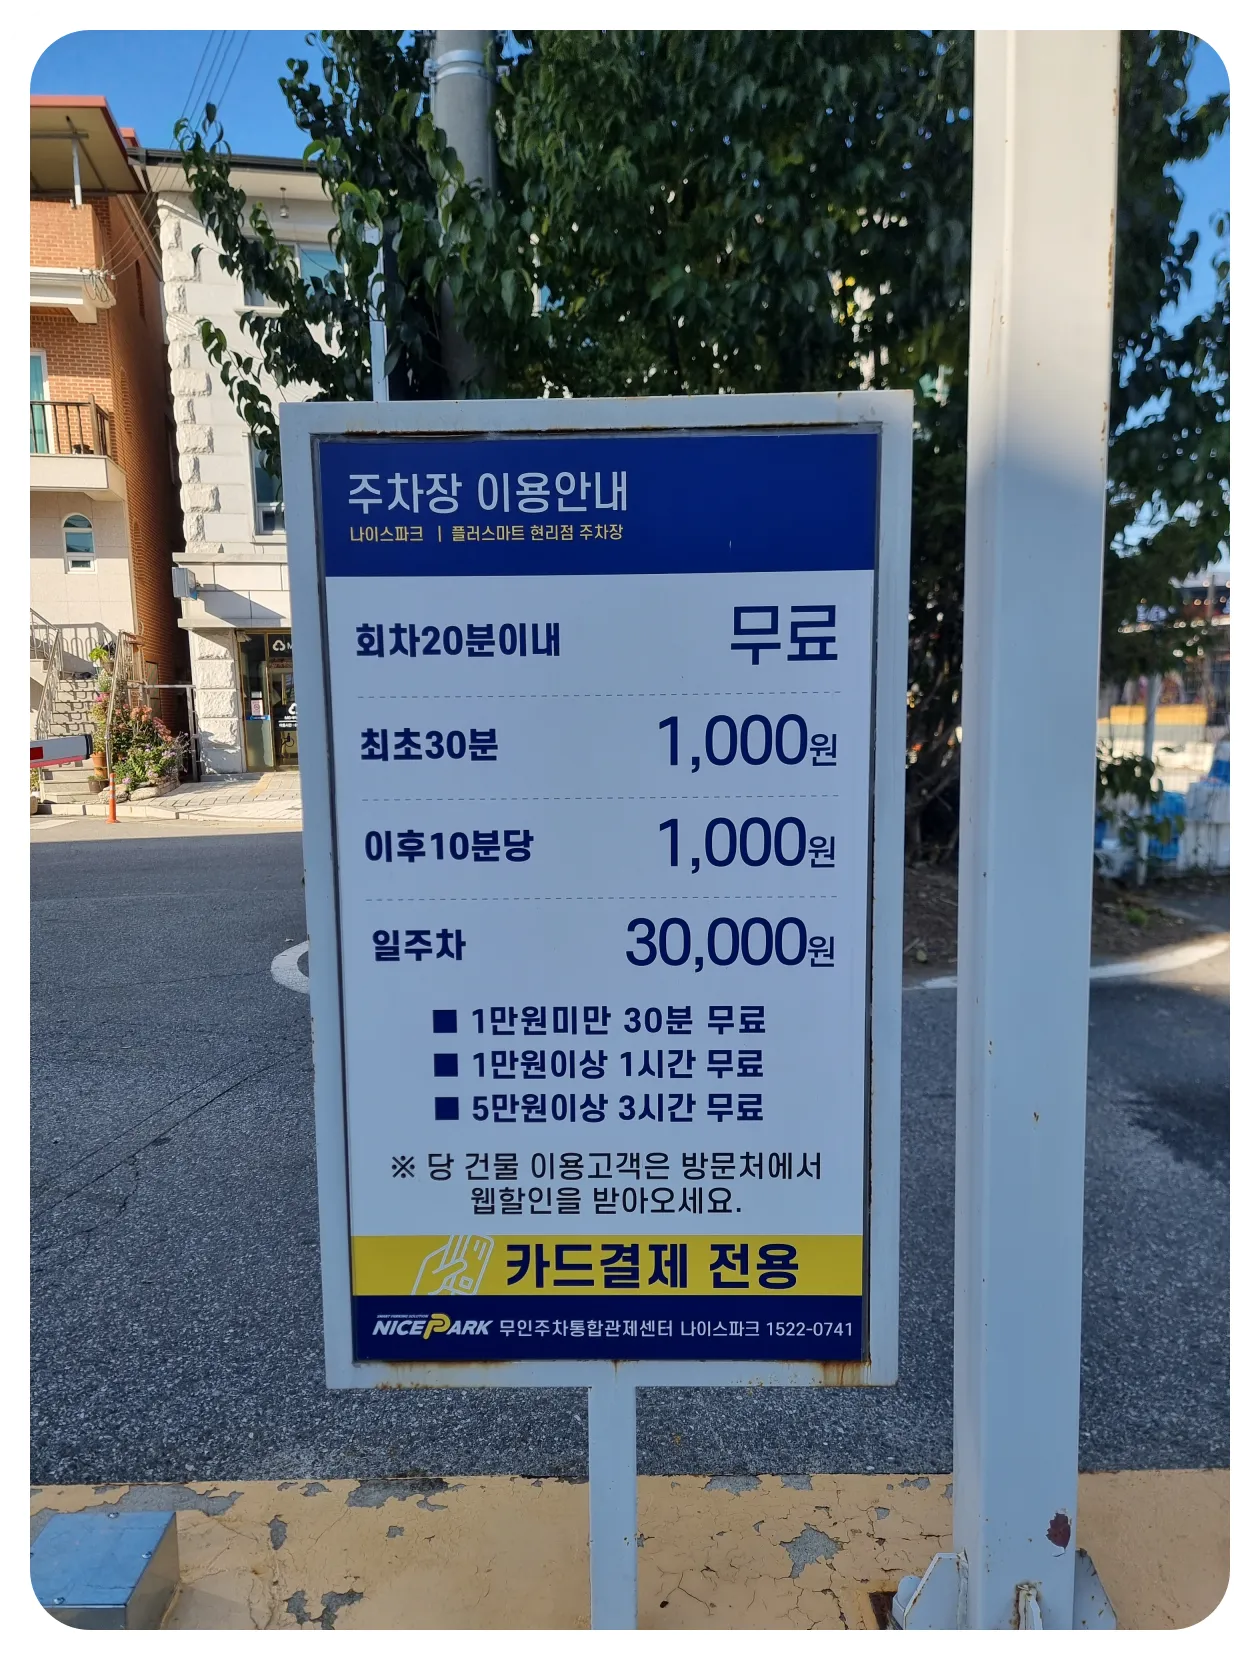 주차장 이용안내
나이스파크 | 플러스마트 현리점 주차장
회차20분이내 무료
최초30분 1,000원
이후10분당 1,000원
일주차 30,000원
■ 1만원미만 30분 무료
■ 1만원이상 1시간 무료
■ 5만원이상 3시간 무료
※ 당 건물 이용고객은 방문처에서
웹할인을 받아오세요.
카드결제 전용
NICEPARK 무인주차통합관제센터 나이스파크 1522-0741